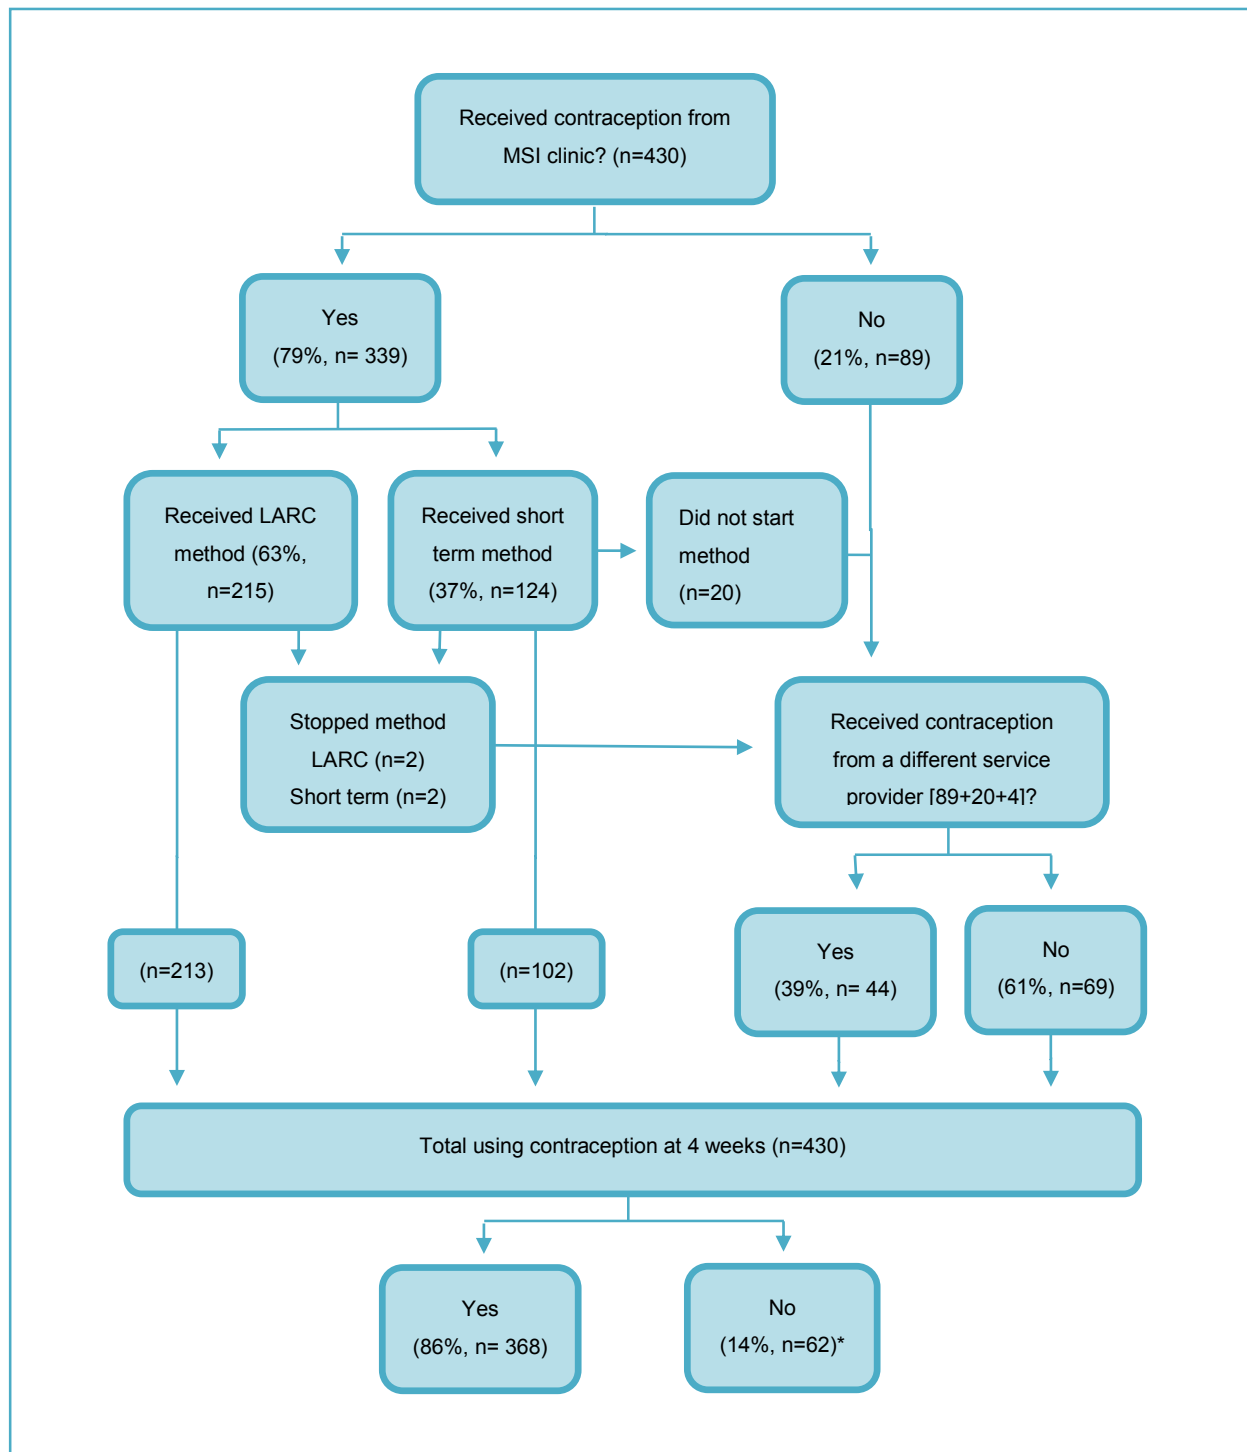 Received contraception from
MSI clinic? (n=430)
Yes
(79%, n= 339)
No
(21%, n=89)
Received LARC
method (63%,
n=215)
Received short
term method
(37%, n=124)
Did not start
method
(n=20)
Stopped method
LARC (n=2)
Short term (n=2)
Received contraception
from a different service
provider [89+20+4]?
(n=213)
(n=102)
Yes
(39%, n= 44)
No
(61%, n=69)
Total using contraception at 4 weeks (n=430)
Yes
(86%, n= 368)
No
(14%, n=62)*